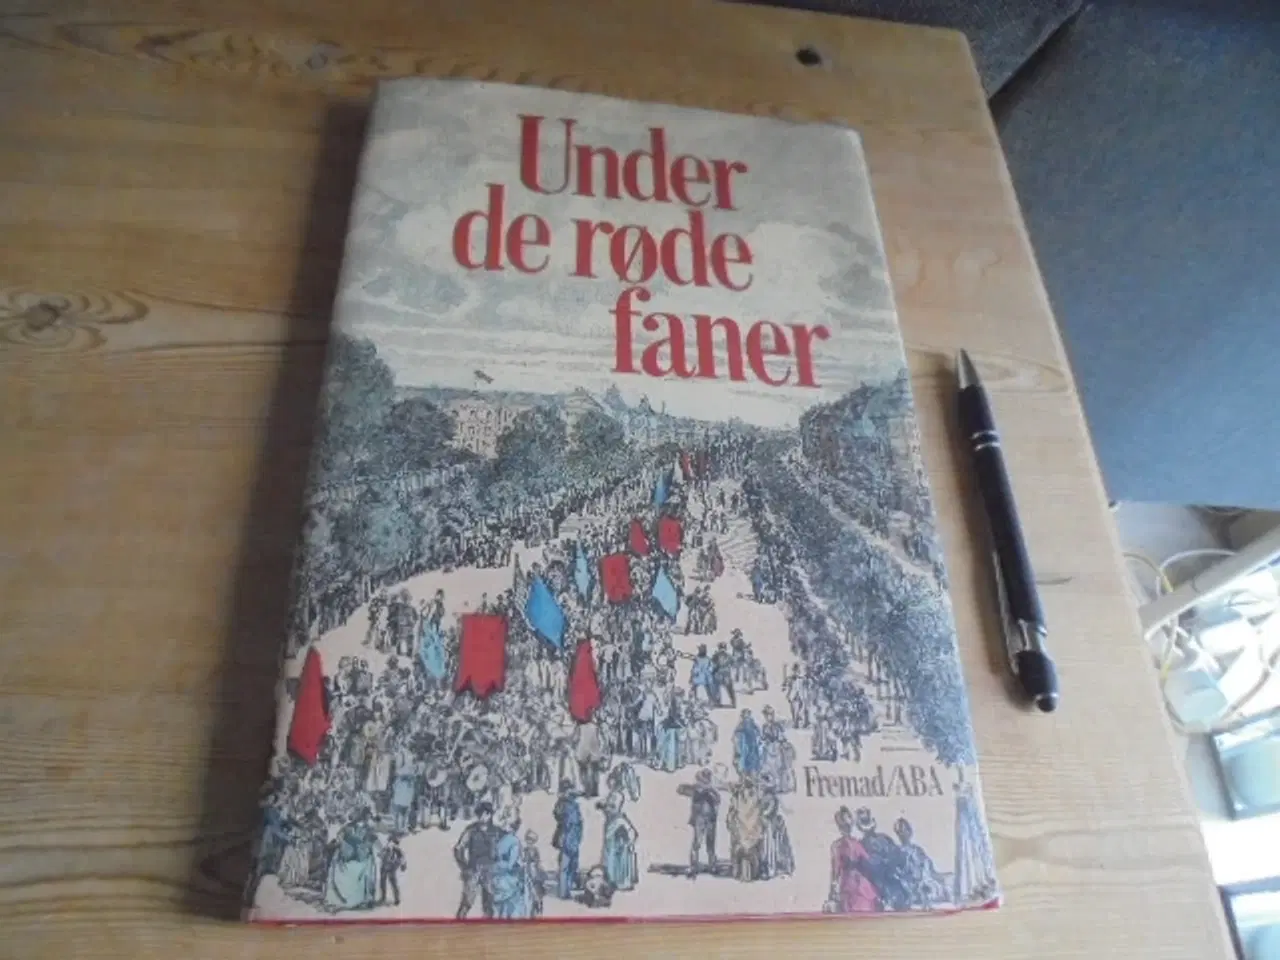 Under
de røde
faner
Fremad/ABA